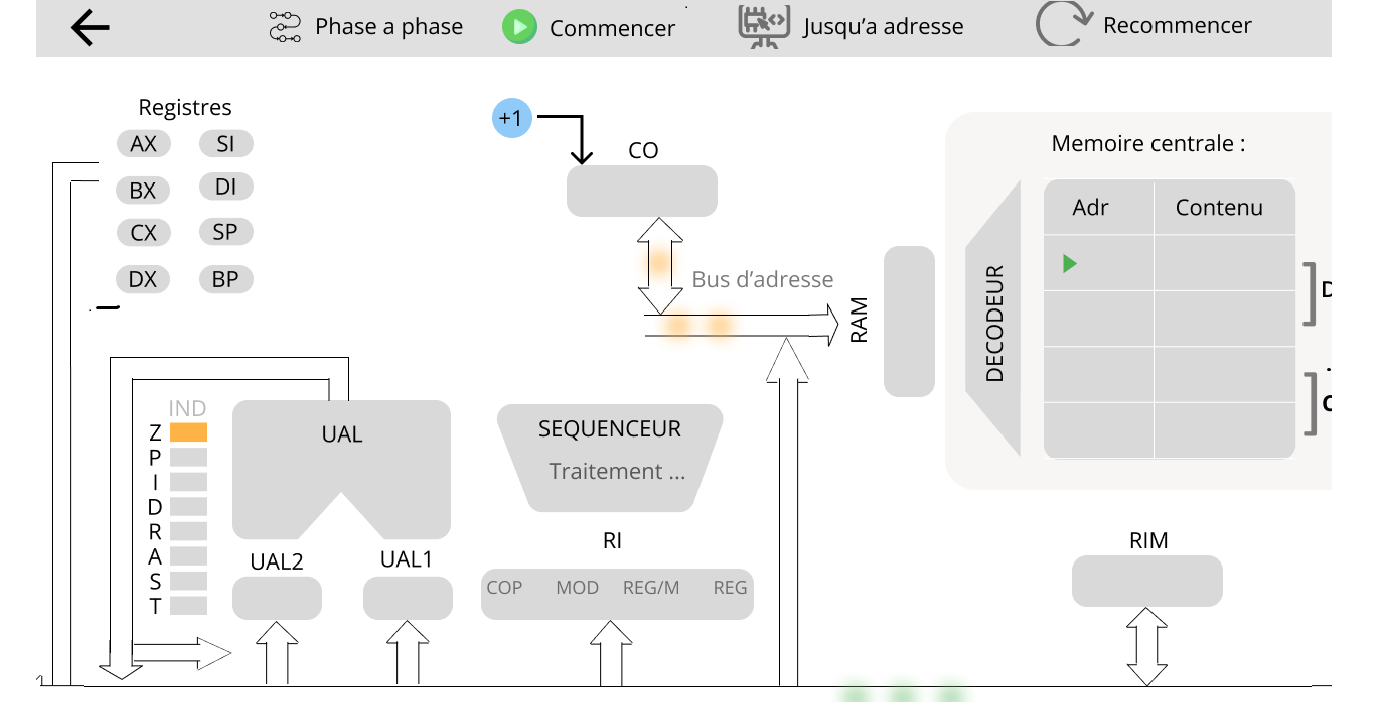 Phase a phase
Commencer
Jusqu’a adresse
Recommencer
Registres
AX SI
BX DI
CX SP
DX BP
+1
CO
Bus d’adresse
RAM
DECODEUR
Memoire centrale :
Adr Contenu
D
C
IND
Z
P
I
D
R
A
S
T
UAL
UAL2
UAL1
SEQUENCEUR
Traitement ...
RI
COP MOD REG/M REG
RIM